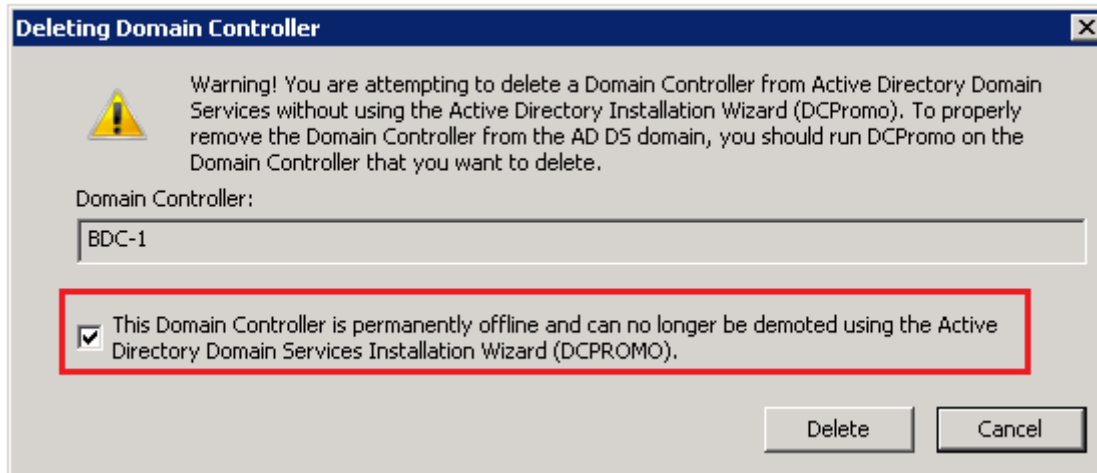 Deleting Domain Controller
Warning! You are attempting to delete a Domain Controller from Active Directory Domain
Services without using the Active Directory Installation Wizard (DCPromo). To properly
remove the Domain Controller from the AD DS domain, you should run DCPromo on the
Domain Controller that you want to delete.
Domain Controller:
BDC-1
This Domain Controller is permanently offline and can no longer be demoted using the Active
Directory Domain Services Installation Wizard (DCPROMO).
Delete Cancel